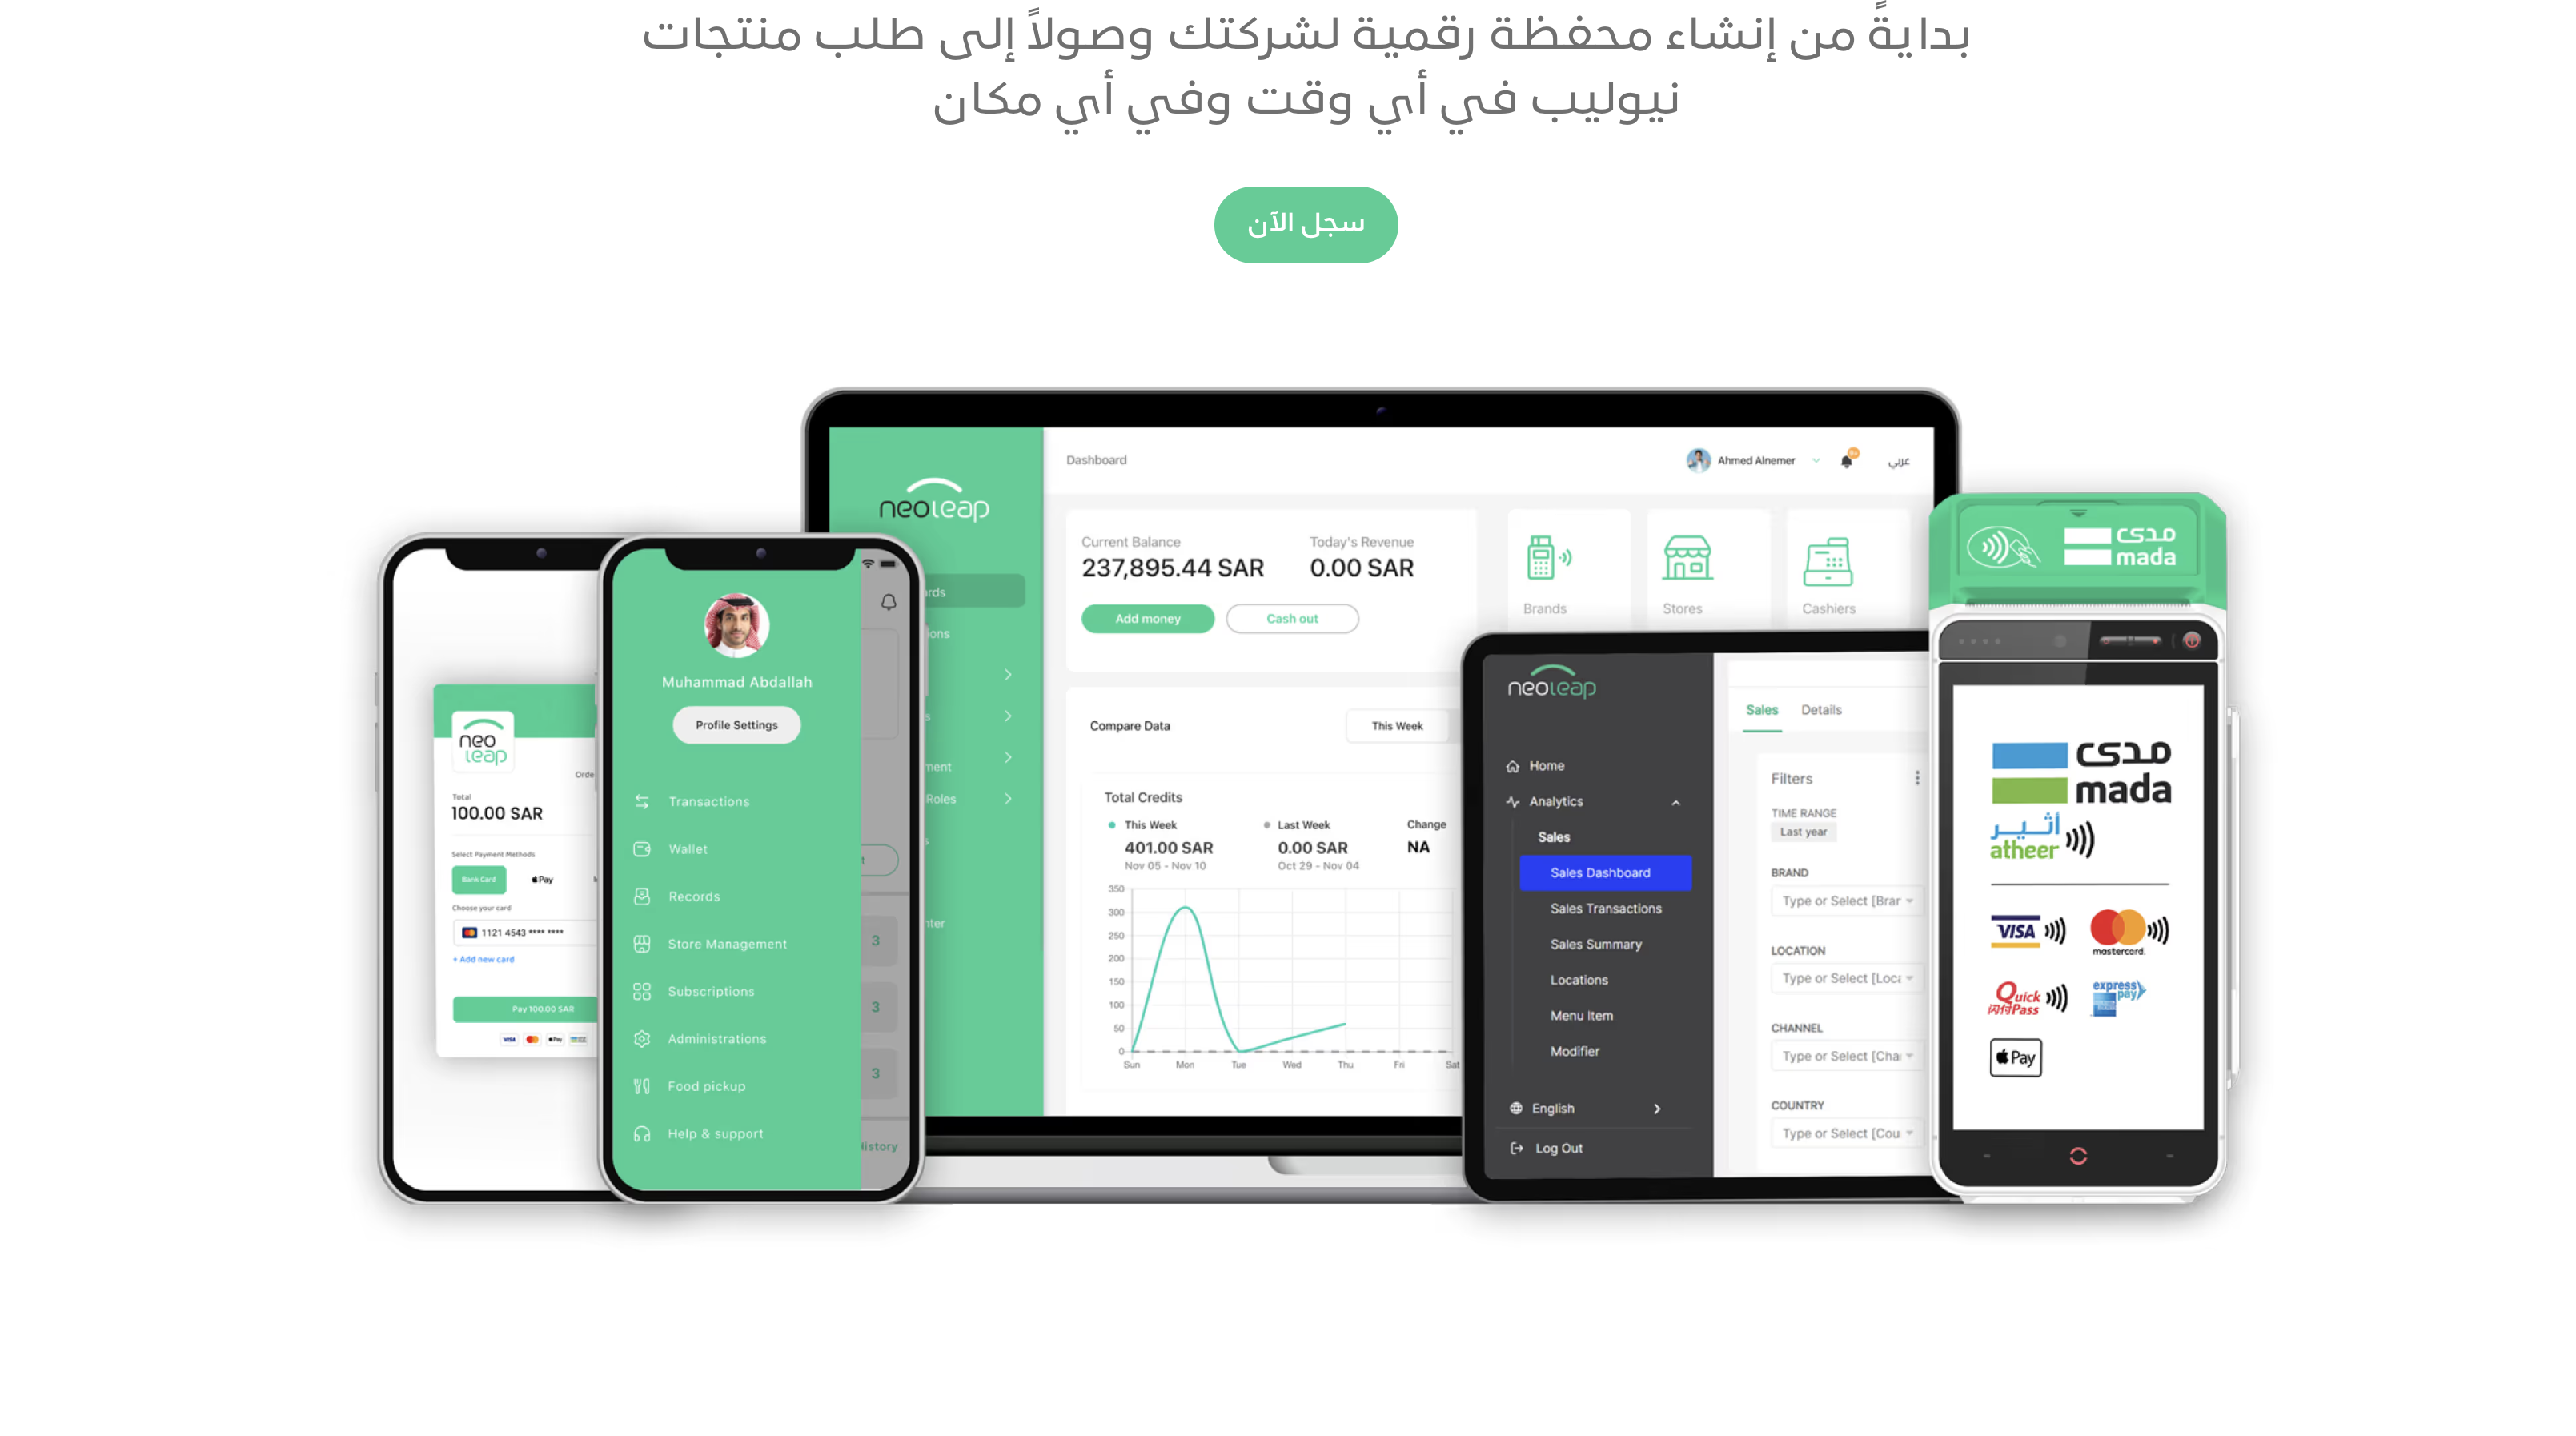 بدايةً من إنشاء محفظة رقمية لشركتك وصولاً إلى طلب منتجات
نيوليب في أي وقت وفي أي مكان
سجل الآن
neoleap
Dashboard
Ahmed Alnemer
عربي
Current Balance
237,895.44 SAR
Today's Revenue
0.00 SAR
Add money
Cash out
Brands
Stores
Cashiers
Compare Data
This Week
Total Credits
This Week
401.00 SAR
Nov 05 - Nov 10
Last Week
0.00 SAR
Oct 29 - Nov 04
Change
NA
350
300
250
200
150
100
50
0
Sun Mon Tue Wed Thu Fri Sat
Roles
neo
leap
Total
100.00 SAR
Select Payment Methods
Bank Card
Pay
Choose your card
1121 4543 **** ****
+ Add new card
Pay 100.00 SAR
VISA
Pay
Muhammad Abdallah
Profile Settings
Transactions
Wallet
Records
Store Management
Subscriptions
Administrations
Food pickup
Help & support
3
3
3
neoleap
Home
Analytics
Sales
Sales Dashboard
Sales Transactions
Sales Summary
Locations
Menu Item
Modifier
English
Log Out
Sales
Details
Filters
TIME RANGE
Last year
BRAND
Type or Select [Brar
LOCATION
Type or Select [Loca
CHANNEL
Type or Select [Cha
COUNTRY
Type or Select [Cou
مدى
mada
مدى
mada
أثير
atheer
VISA
mastercard.
Quick
闪付Pass
express
pay
Pay